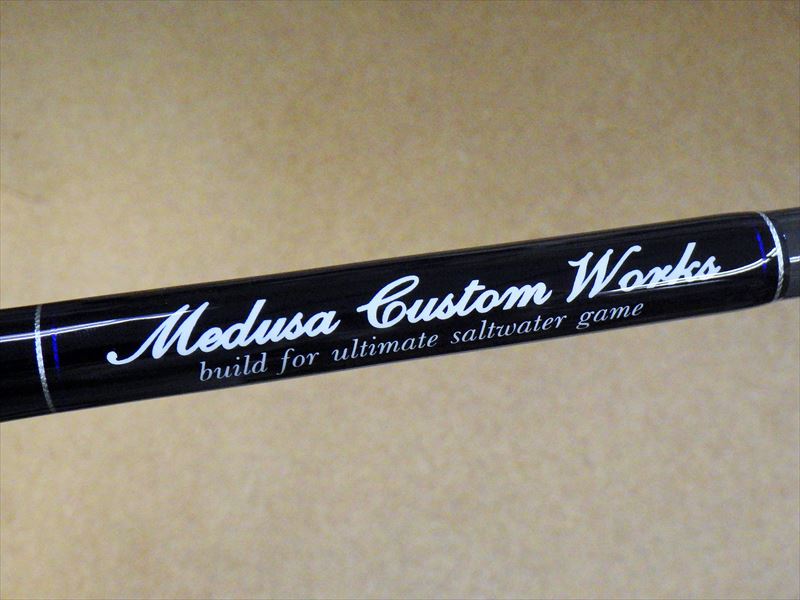 Medusa Custom Works
build for ultimate saltwater game